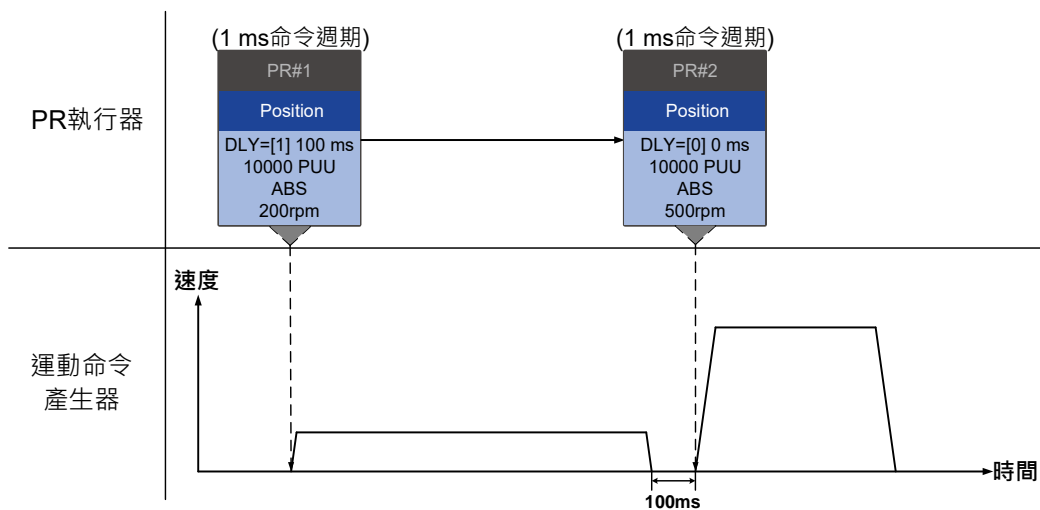 (1 ms命令週期)
(1 ms命令週期)
PR執行器
PR#1
Position
DLY=[1] 100 ms
10000 PUU
ABS
200rpm
PR#2
Position
DLY=[0] 0 ms
10000 PUU
ABS
500rpm
運動命令
產生器
速度
時間
100ms